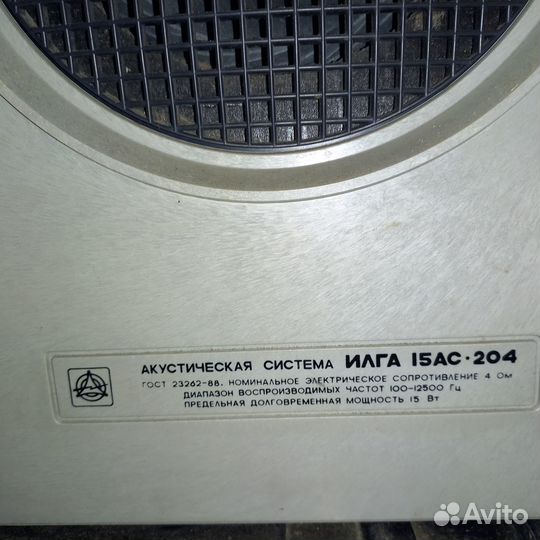 АКУСТИЧЕСКАЯ СИСТЕМА ИЛГА 15АС·204
ГОСТ 23262-88. НОМИНАЛЬНОЕ ЭЛЕКТРИЧЕСКОЕ СОПРОТИВЛЕНИЕ 4 Ом
ДИАПАЗОН ВОСПРОИЗВОДИМЫХ ЧАСТОТ 100-12500 Гц
ПРЕДЕЛЬНАЯ ДОЛГОВРЕМЕННАЯ МОЩНОСТЬ 15 Вт
Avito